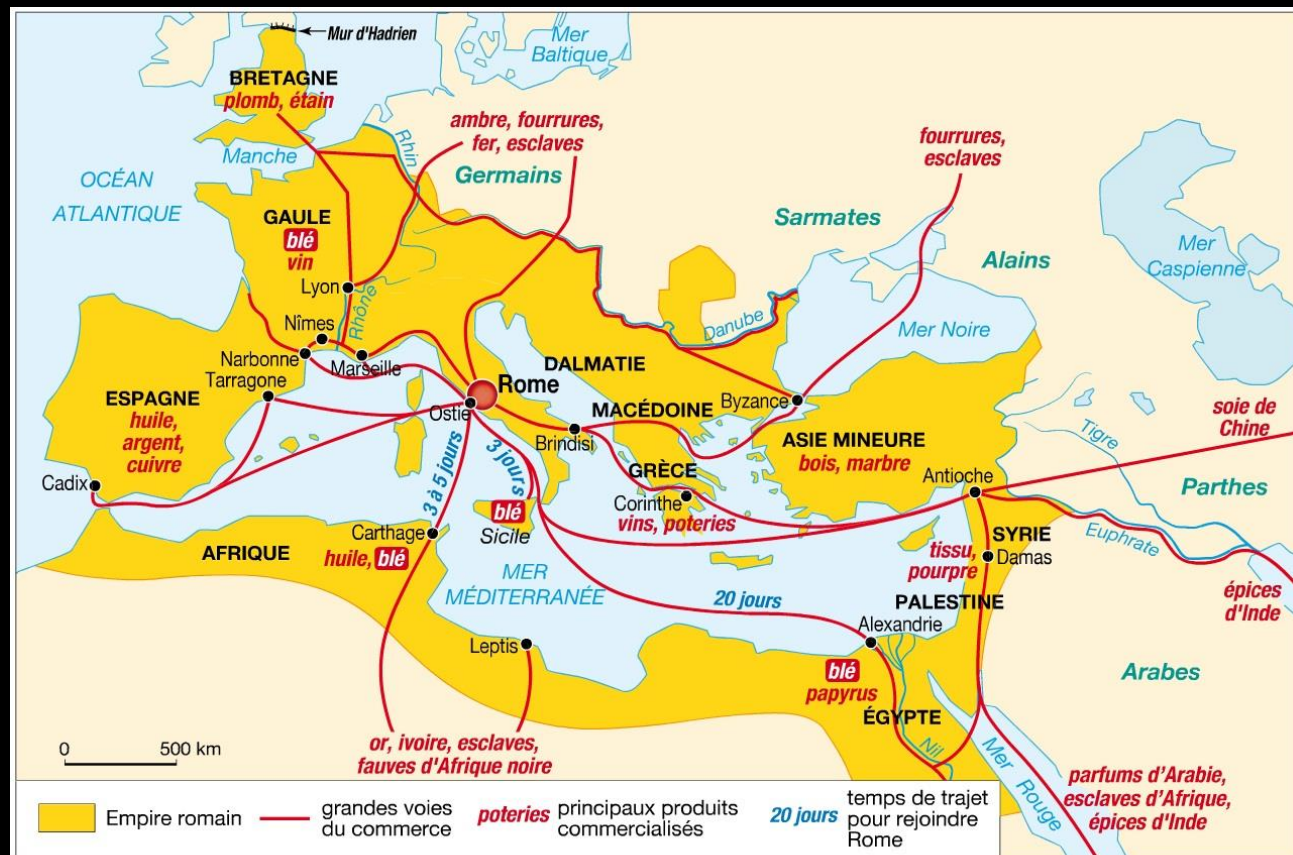 Mur d'Hadrien
Mer
Baltique
BRETAGNE
plomb, étain
ambre, fourrures,
fer, esclaves
fourrures,
esclaves
Manche
Rhin
Germains
OCÉAN
ATLANTIQUE
Sarmates
GAULE
blé
vin
Alains
Mer
Caspienne
Lyon
Rhône
Danube
Mer Noire
Nîmes
Narbonne
Marseille
Tarragone
DALMATIE
Rome
ESPAGNE
huile,
argent,
cuivre
Ostie
MACÉDOINE
Byzance
soie de
Chine
Brindisi
ASIE MINEURE
bois, marbre
Tigre
Cadix
3 à 5 jours
3 jours
GRÈCE
Corinthe
vins, poteries
Antioche
Parthes
blé
Sicile
Carthage
AFRIQUE
huile, blé
SYRIE
Euphrate
tissu,
pourpre
Damas
MER
MÉDITERRANÉE
20 jours
PALESTINE
épices
d'Inde
Alexandrie
Leptis
blé
papyrus
Arabes
ÉGYPTE
Nil
or, ivoire, esclaves,
fauves d'Afrique noire
Mer Rouge
parfums d'Arabie,
esclaves d'Afrique,
épices d'Inde
0 500 km
Empire romain
grandes voies
du commerce
poteries
principaux produits
commercialisés
20 jours
temps de trajet
pour rejoindre
Rome